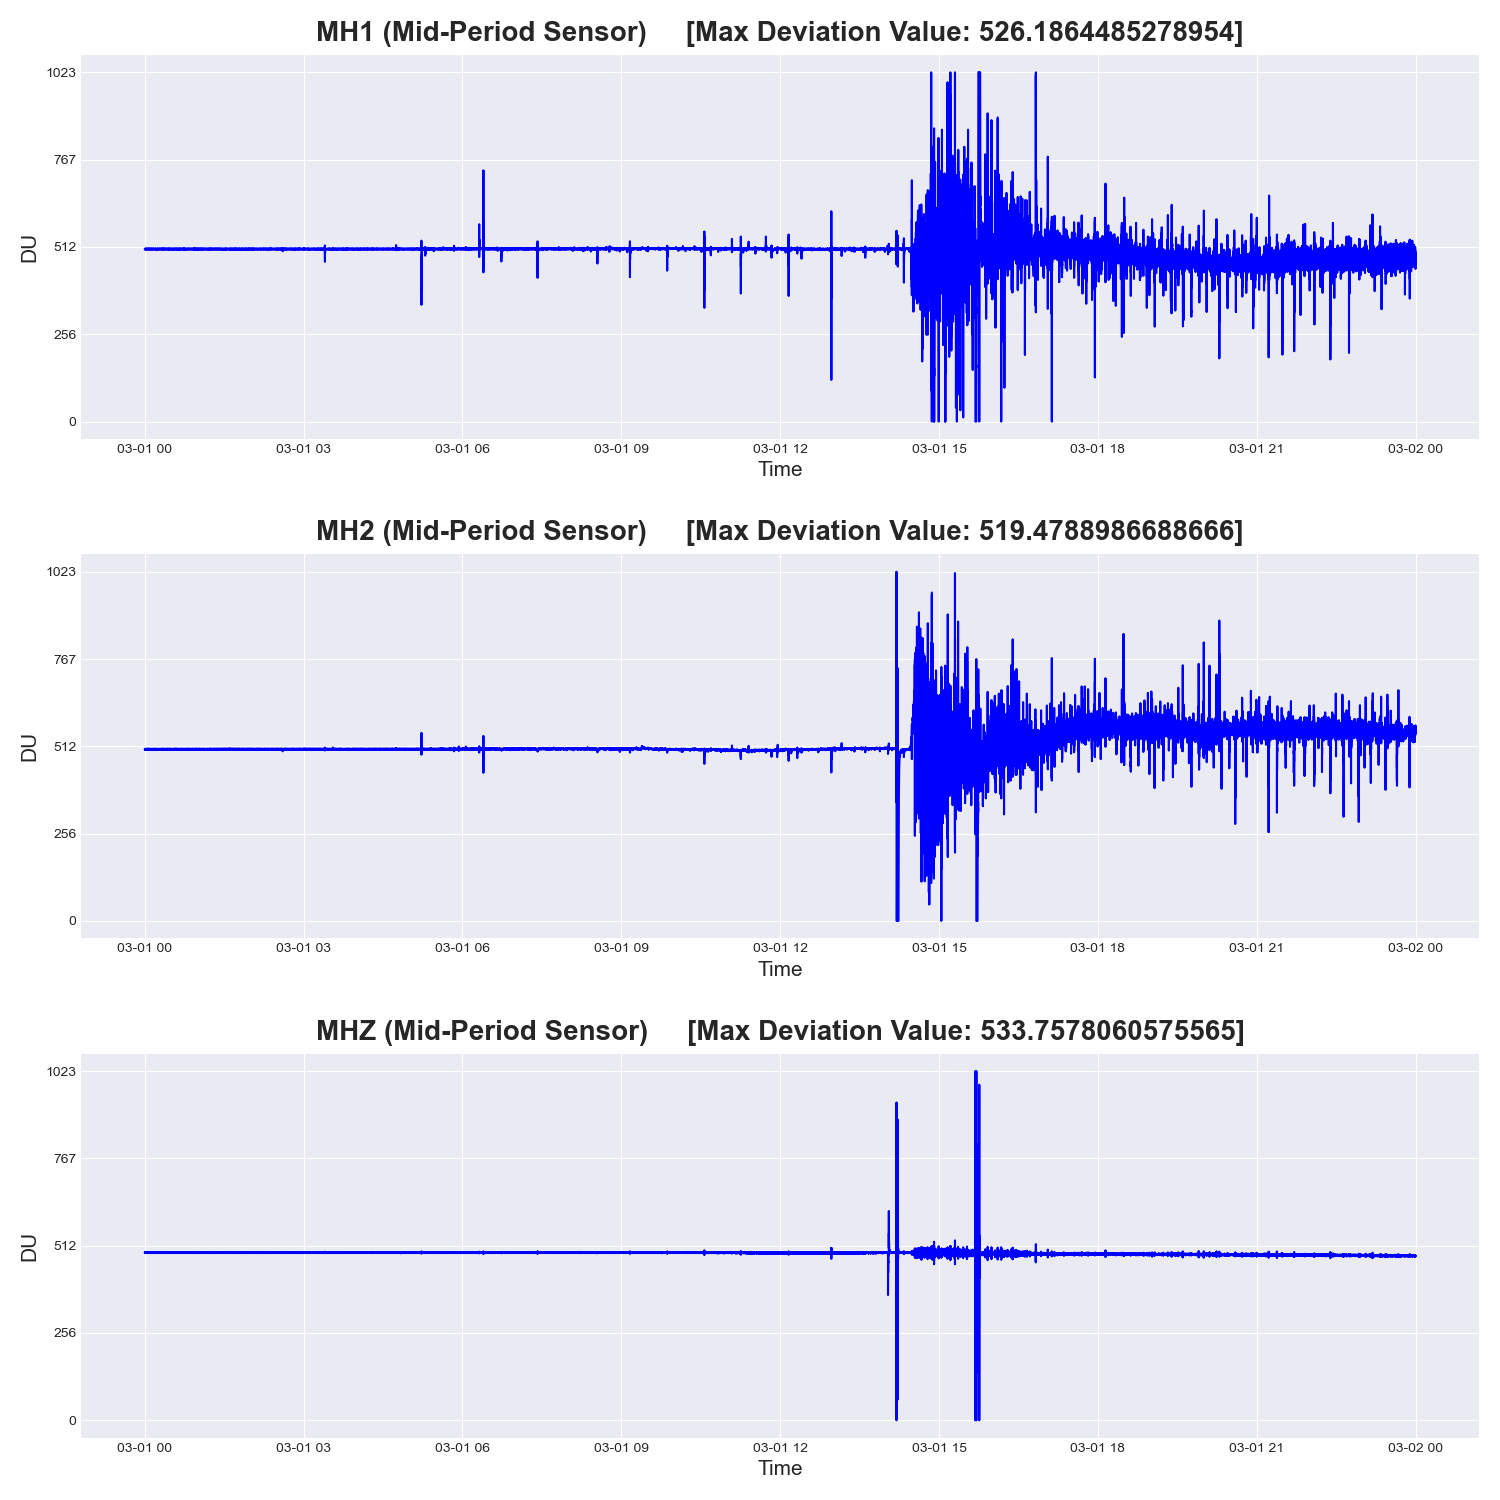 MH1 (Mid-Period Sensor) [Max Deviation Value: 526.1864485278954]
1023
767
512
256
0
DU
03-01 00 03-01 03 03-01 06 03-01 09 03-01 12 03-01 15 03-01 18 03-01 21 03-02 00
Time
MH2 (Mid-Period Sensor) [Max Deviation Value: 519.4788986688666]
1023
767
512
256
0
DU
03-01 00 03-01 03 03-01 06 03-01 09 03-01 12 03-01 15 03-01 18 03-01 21 03-02 00
Time
MHZ (Mid-Period Sensor) [Max Deviation Value: 533.7578060575565]
1023
767
512
256
0
DU
03-01 00 03-01 03 03-01 06 03-01 09 03-01 12 03-01 15 03-01 18 03-01 21 03-02 00
Time